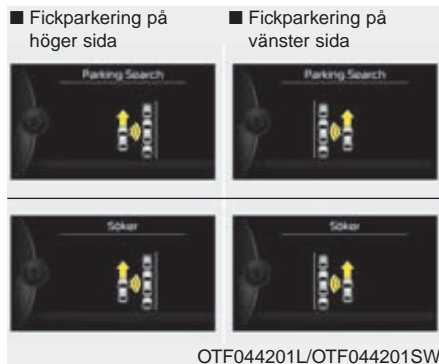 ■ Fickparkering på
höger sida
■ Fickparkering på
vänster sida
Parking Search
Parking Search
Söker
Söker
OTF044201L/OTF044201SW